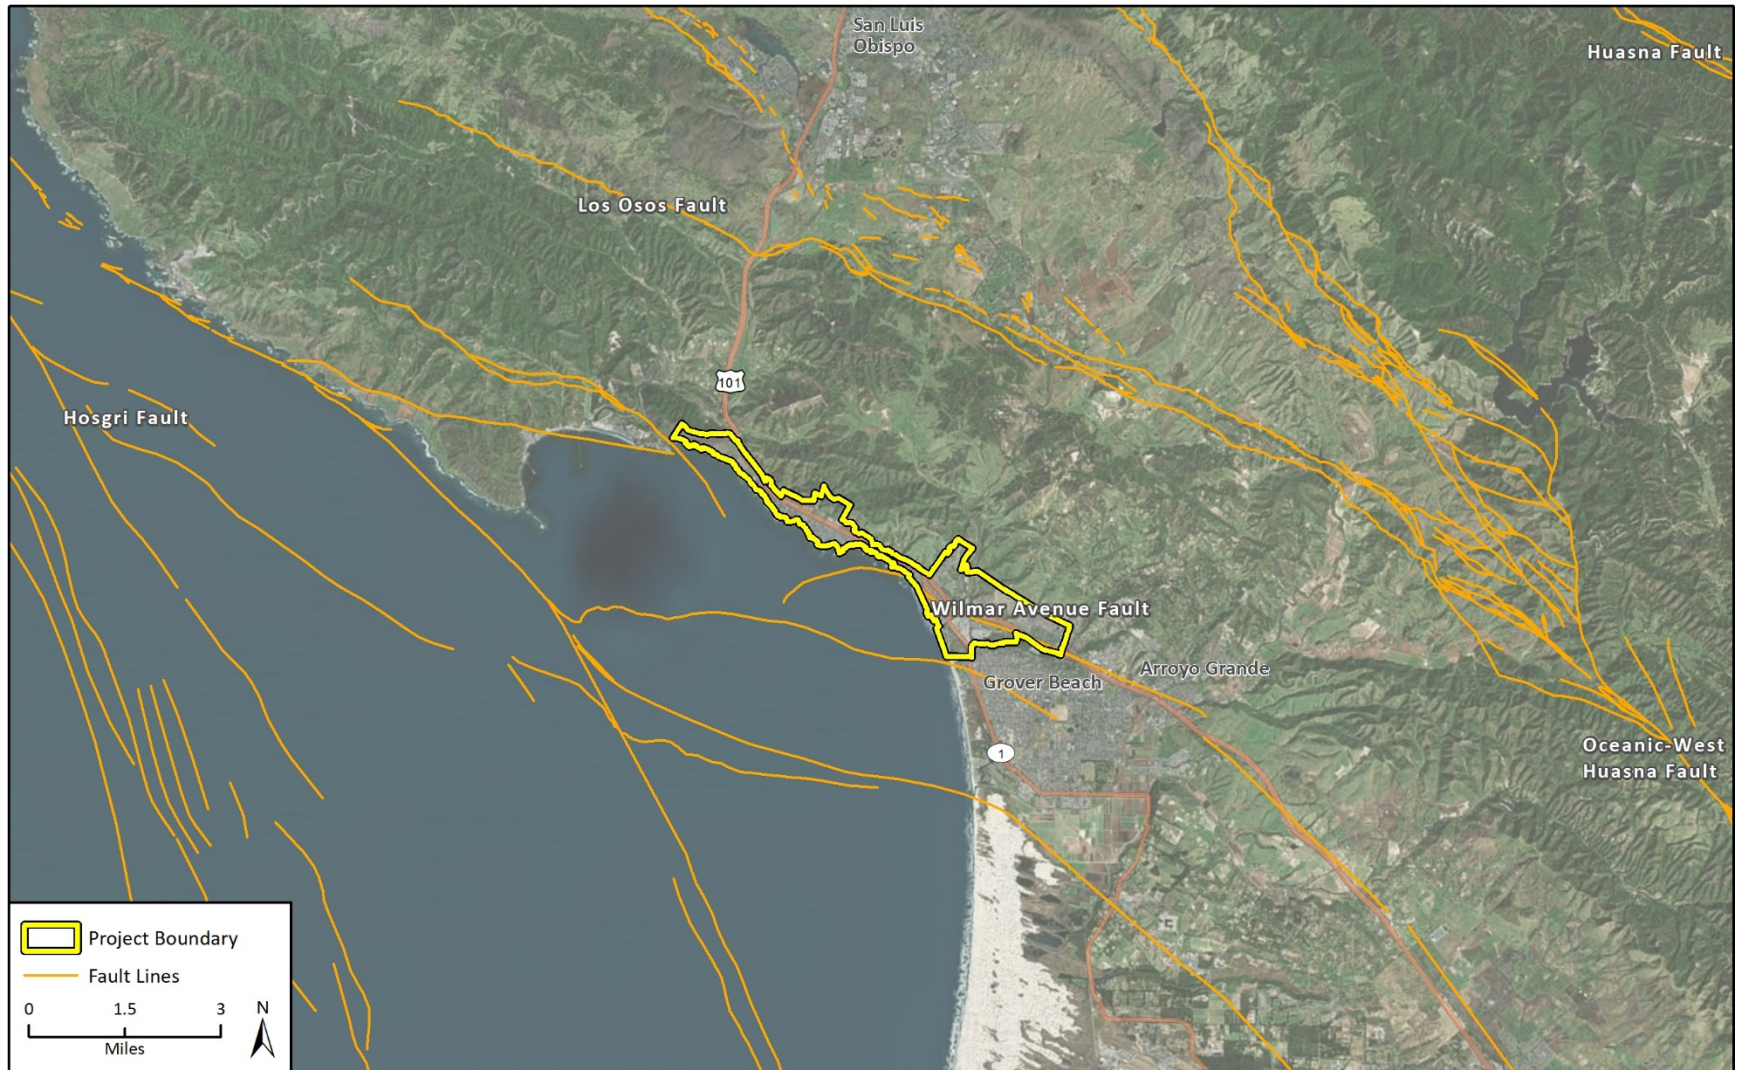 San Luis
Obispo
Huasna Fault
Los Osos Fault
101
Hosgri Fault
Wilmar Avenue Fault
Arroyo Grande
Grover Beach
1
Oceanic-West
Huasna Fault
Project Boundary
Fault Lines
0 1.5 3
Miles
N